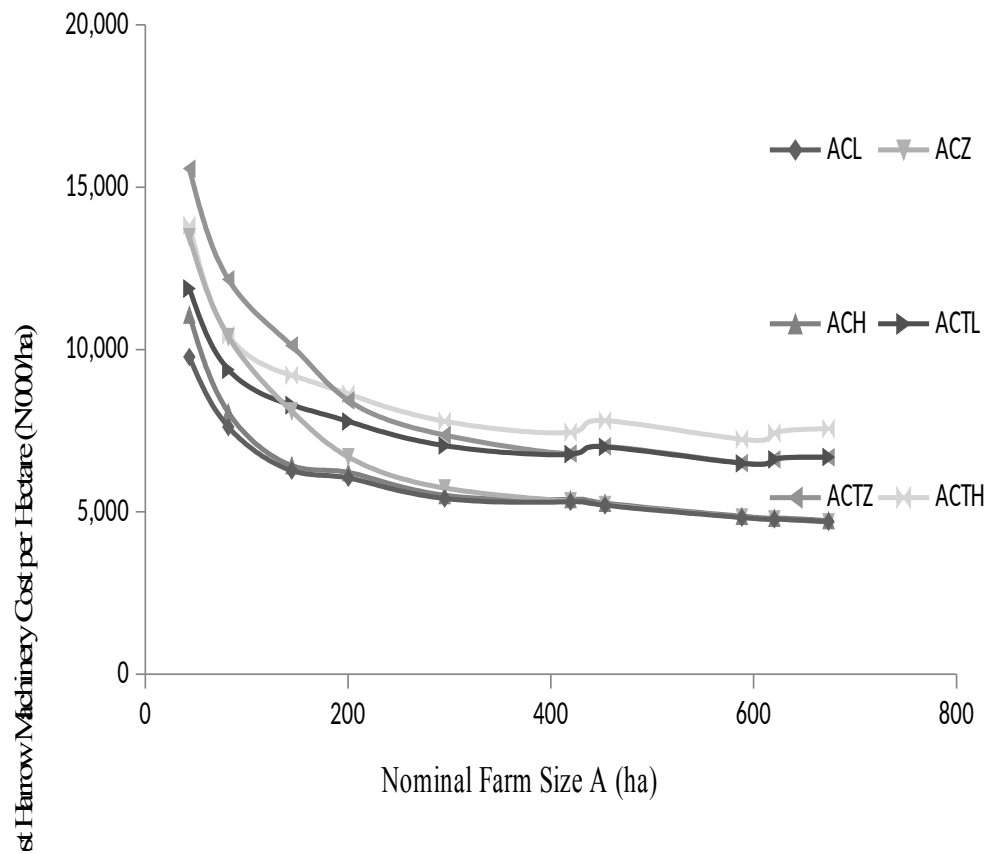 20,000
15,000
10,000
5,000
0
0 200 400 600 800
Nominal Farm Size A (ha)
st Harrow Machinery Cost per Hectare (N000/ha)
ACL ACZ
ACH ACTL
ACTZ ACTH